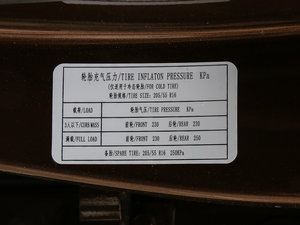 轮胎充气压力/TIRE INFLATON PRESSURE KPa
(仅适用于冷态轮胎/FOR COLD TIRE)
轮胎规格/TIRE SIZE: 205/55 R16
载荷/LOAD 轮胎气压/TIRE PRESSURE KPa
3人以下/CURB MASS 前轮/FRONT 230 后轮/REAR 230
满载/FULL LOAD 前轮/FRONT 230 后轮/REAR 250
备胎/SPARE TIRE: 205/55 R16 250KPa